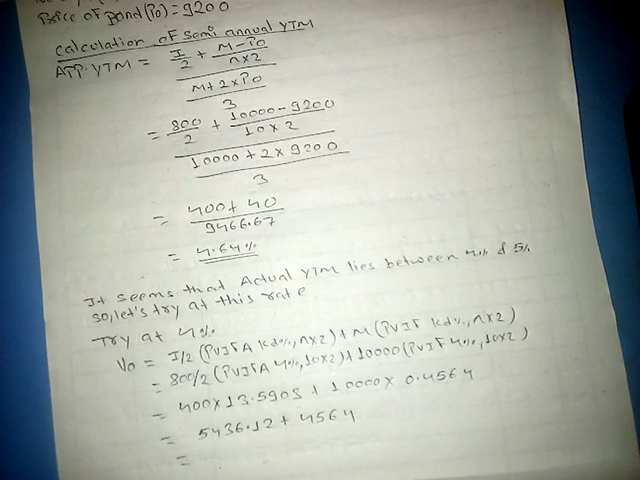 Price of Bond (Po) = 9200
calculation of semi annual YTM
APP. YTM = I/2 + M-Po/n×2
M+2×Po/3
= 800/2 + 10000-9200/10×2
10000+2×9200/3
= 400+40/9466.67
= 4.64%
It seems that Actual YTM lies between 4% & 5%
so, let's try at this rate
Try at 4%
Vo = I/2 (PVIFA kd%, n×2) + M (PVIF kd%, n×2)
= 800/2 (PVIFA 4%, 10×2) + 10000 (PVIF 4%, 10×2)
= 400×13.5903 + 10000× 0.4564
= 5436.12 + 4564
=